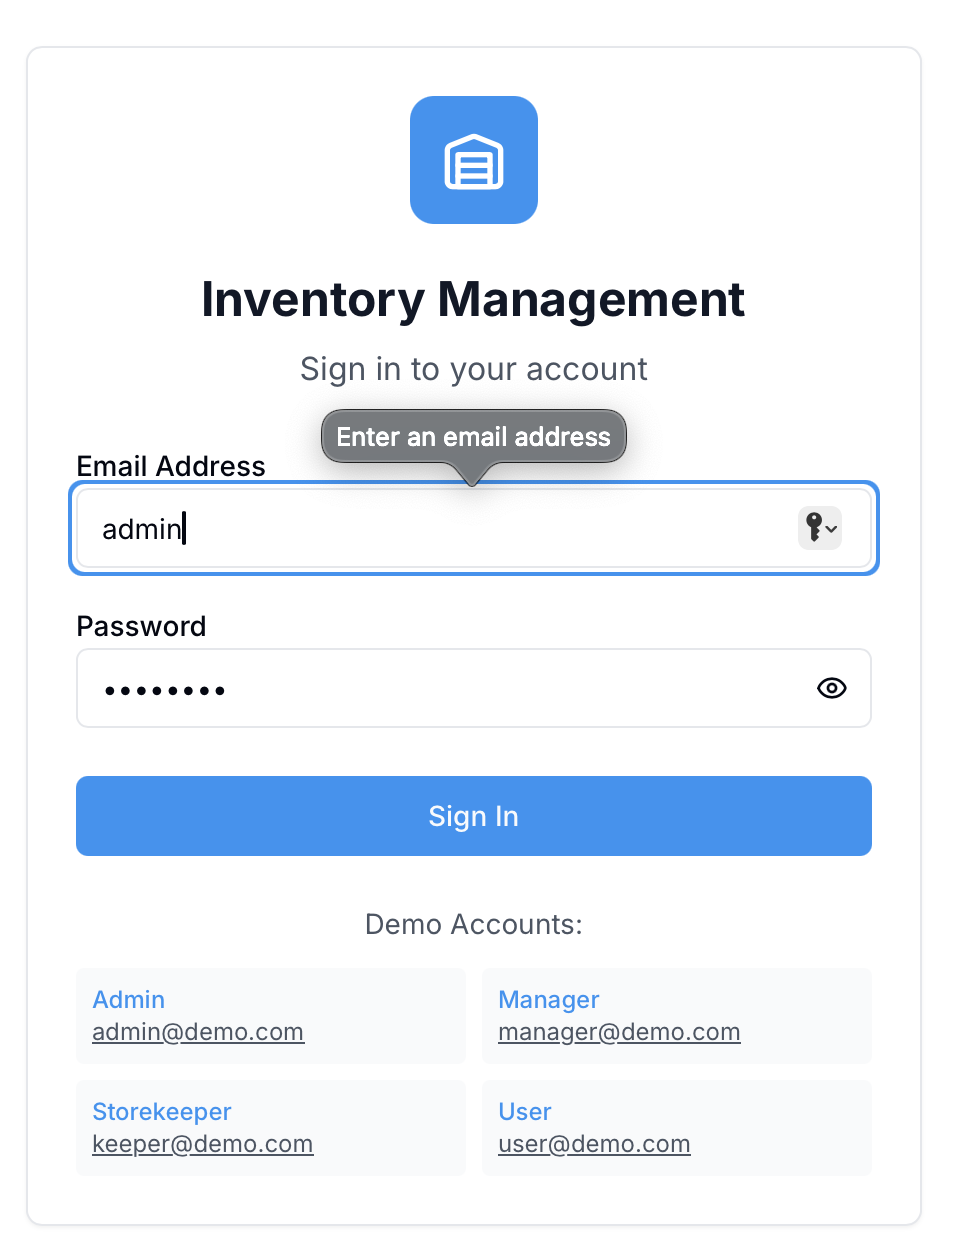 Inventory Management
Sign in to your account
Enter an email address
Email Address
admin
Password
••••••••
Sign In
Demo Accounts:
Admin
admin@demo.com
Manager
manager@demo.com
Storekeeper
keeper@demo.com
User
user@demo.com